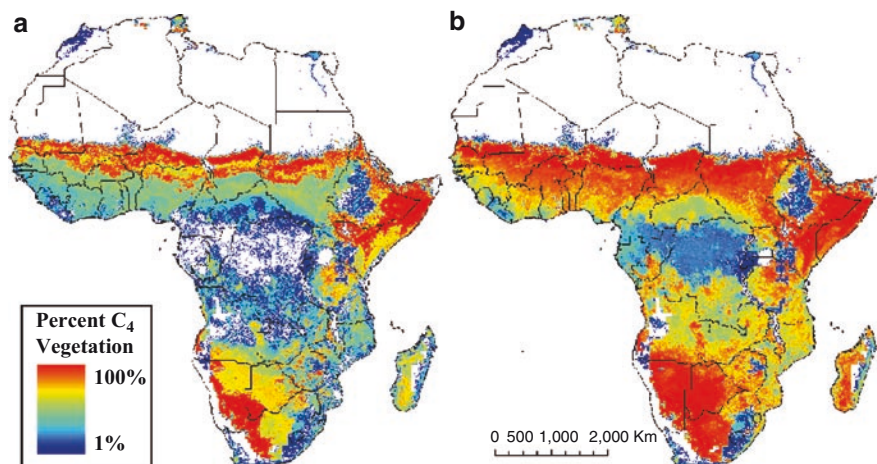 a
b
Percent C₄
Vegetation
100%
1%
0 500 1,000 2,000 Km